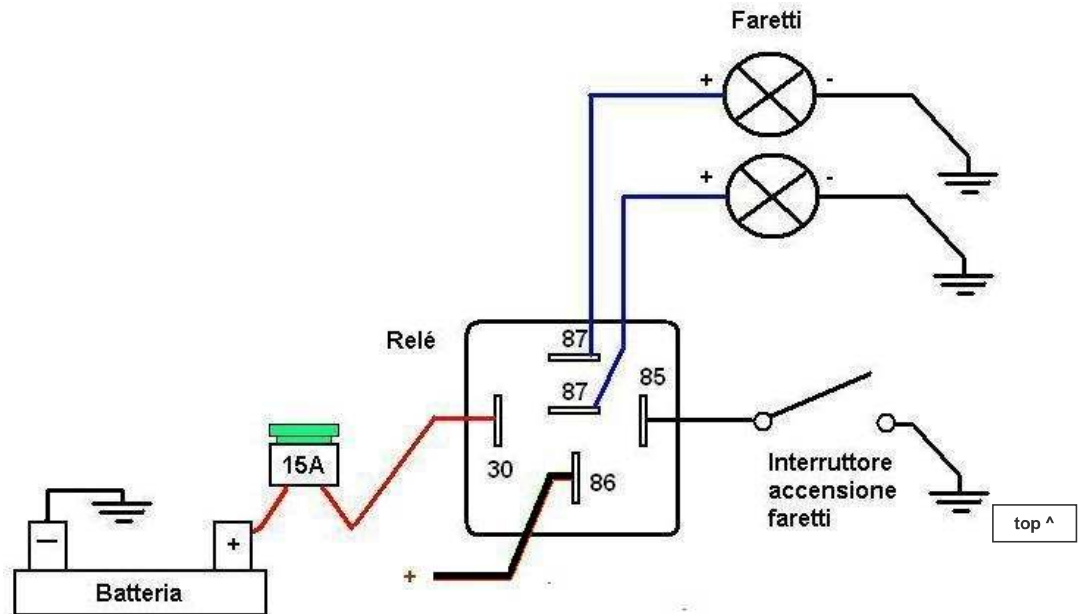 Faretti
+ -
+ -
Relé
87
87
85
30
86
15A
Interruttore
accensione
faretti
top ^
— +
+
Batteria